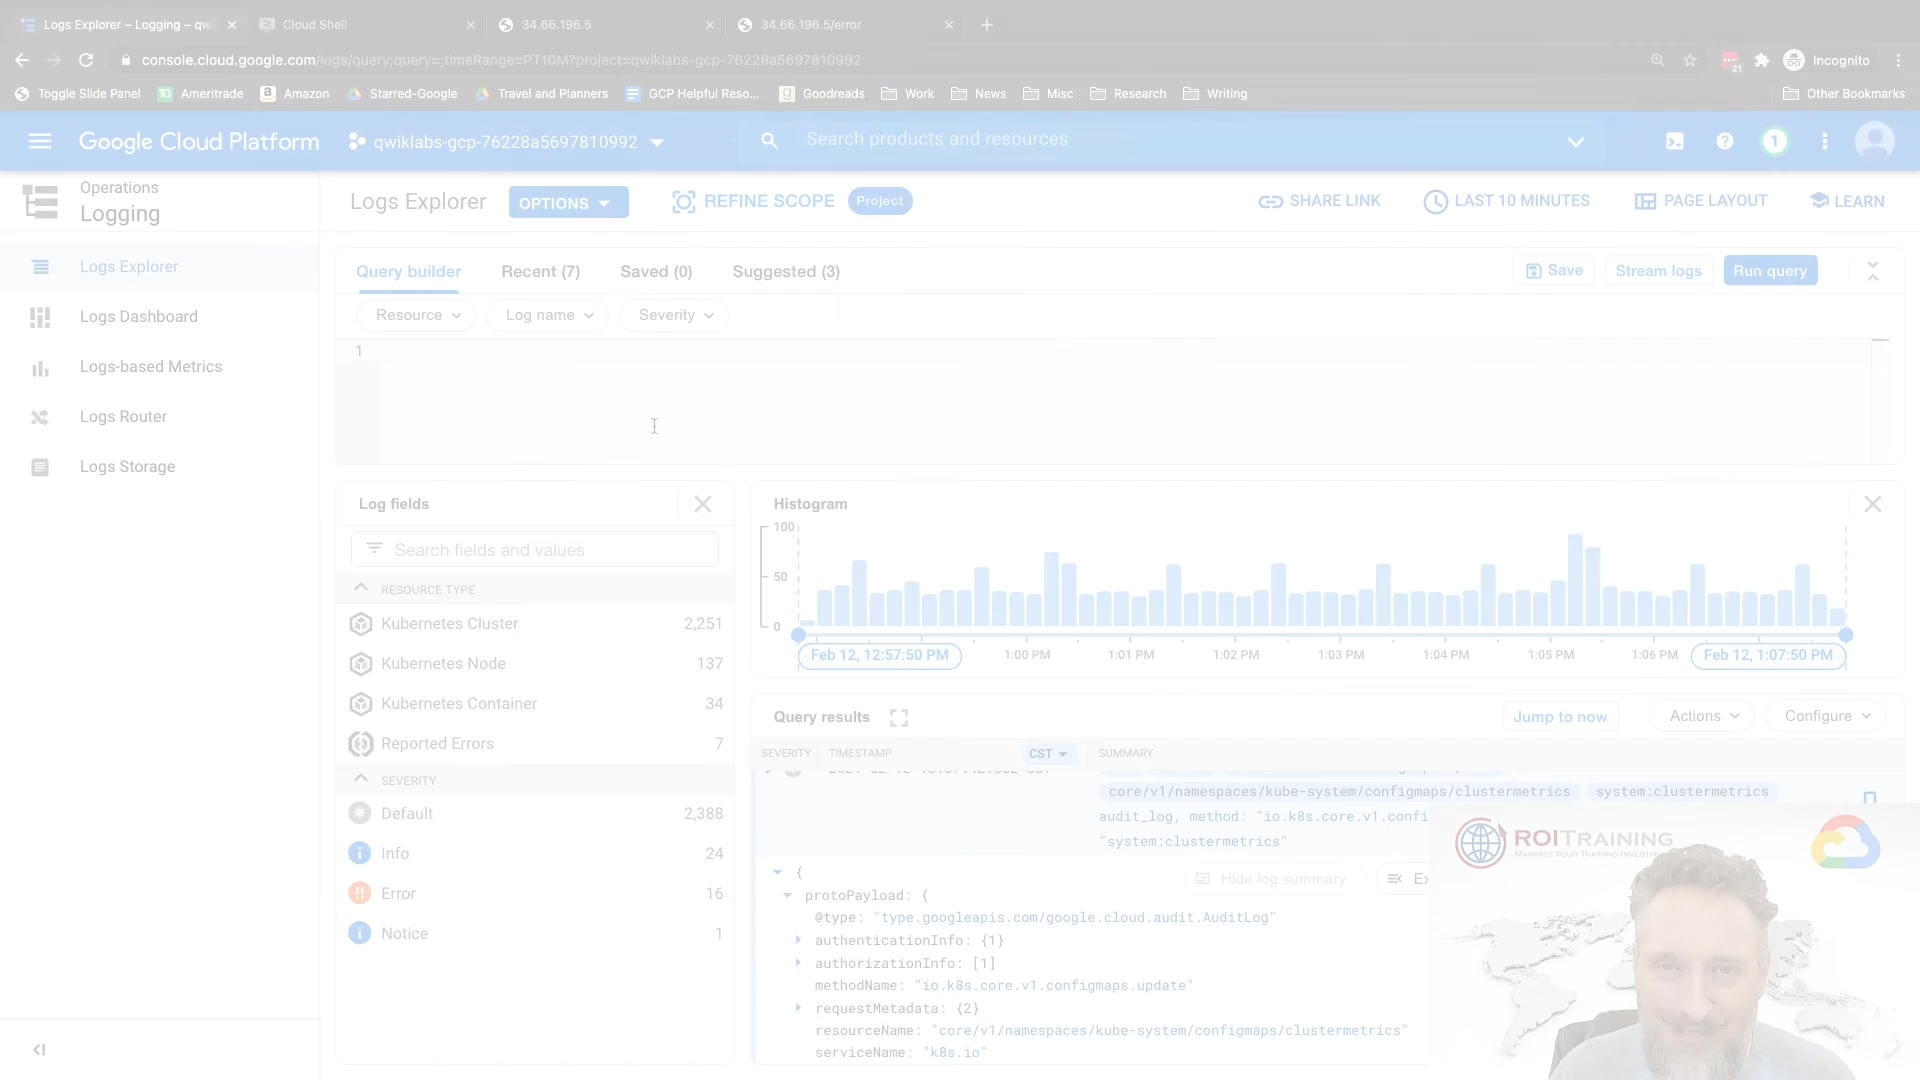 Logs Explorer – Logging – qwi
Cloud Shell
34.66.196.5
34.66.196.5/error
console.cloud.google.com/logs/query;query=;timeRange=PT10M?project=qwiklabs-gcp-76228a5697810992
21
Incognito
Toggle Slide Panel
Ameritrade
Amazon
Starred-Google
Travel and Planners
GCP Helpful Reso...
Goodreads
Work
News
Misc
Research
Writing
Other Bookmarks
Google Cloud Platform
qwiklabs-gcp-76228a5697810992
Search products and resources
1
Operations
Logging
Logs Explorer
OPTIONS
REFINE SCOPE
Project
SHARE LINK
LAST 10 MINUTES
PAGE LAYOUT
LEARN
Logs Explorer
Logs Dashboard
Logs-based Metrics
Logs Router
Logs Storage
Query builder
Recent (7)
Saved (0)
Suggested (3)
Save
Stream logs
Run query
Resource
Log name
Severity
1
Log fields
Search fields and values
RESOURCE TYPE
Kubernetes Cluster 2,251
Kubernetes Node 137
Kubernetes Container 34
Reported Errors 7
SEVERITY
Default 2,388
Info 24
Error 16
Notice 1
Histogram
100
50
0
Feb 12, 12:57:50 PM
1:00 PM
1:01 PM
1:02 PM
1:03 PM
1:04 PM
1:05 PM
1:06 PM
Feb 12, 1:07:50 PM
Query results
Jump to now
Actions
Configure
SEVERITY
TIMESTAMP
CST
SUMMARY
core/v1/namespaces/kube-system/configmaps/clustermetrics
system:clustermetrics
audit_log, method: "io.k8s.core.v1.confi
"system:clustermetrics"
{
Hide log summary
Ex
protoPayload: {
@type: "type.googleapis.com/google.cloud.audit.AuditLog"
authenticationInfo: {1}
authorizationInfo: [1]
methodName: "io.k8s.core.v1.configmaps.update"
requestMetadata: {2}
resourceName: "core/v1/namespaces/kube-system/configmaps/clustermetrics"
serviceName: "k8s.io"
ROITRAINING
MAXIMIZE YOUR TRAINING INVESTMENT